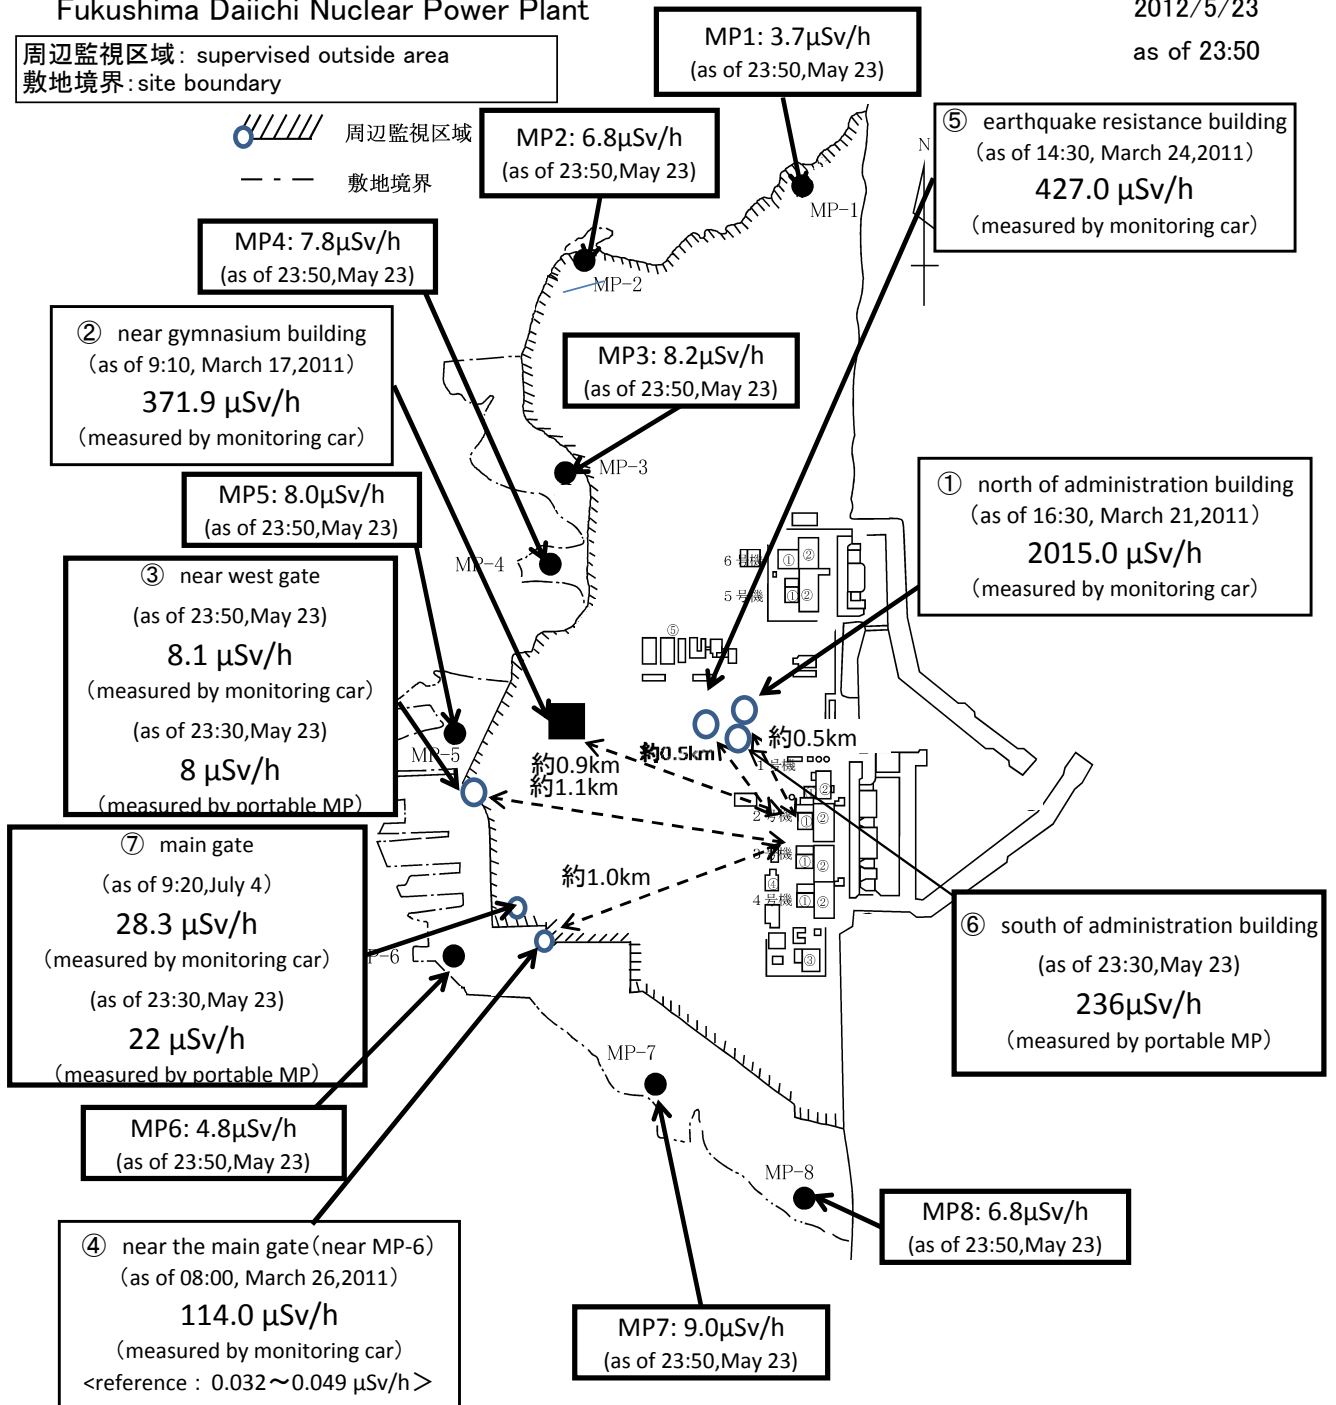 Fukushima Daiichi Nuclear Power Plant
2012/5/23
as of 23:50
周辺監視区域: supervised outside area
敷地境界:site boundary
周辺監視区域
敷地境界
MP1: 3.7μSv/h
(as of 23:50,May 23)
MP2: 6.8μSv/h
(as of 23:50,May 23)
⑤ earthquake resistance building
(as of 14:30, March 24,2011)
427.0 μSv/h
(measured by monitoring car)
N
MP-1
MP4: 7.8μSv/h
(as of 23:50,May 23)
MP-2
② near gymnasium building
(as of 9:10, March 17,2011)
371.9 μSv/h
(measured by monitoring car)
MP3: 8.2μSv/h
(as of 23:50,May 23)
MP-3
MP5: 8.0μSv/h
(as of 23:50,May 23)
① north of administration building
(as of 16:30, March 21,2011)
2015.0 μSv/h
(measured by monitoring car)
MP-4
③ near west gate
(as of 23:50,May 23)
8.1 μSv/h
(measured by monitoring car)
(as of 23:30,May 23)
8 μSv/h
(measured by portable MP)
6号機
① ②
5号機
① ②
⑤
MP-5
約0.9km
約1.1km
約0.5km
約0.5km
1号機
②
2号機
① ②
3号機
① ②
④
4号機
① ②
③
約1.0km
⑦ main gate
(as of 9:20,July 4)
28.3 μSv/h
(measured by monitoring car)
(as of 23:30,May 23)
22 μSv/h
(measured by portable MP)
P-6
⑥ south of administration building
(as of 23:30,May 23)
236μSv/h
(measured by portable MP)
MP-7
MP6: 4.8μSv/h
(as of 23:50,May 23)
MP-8
MP8: 6.8μSv/h
(as of 23:50,May 23)
④ near the main gate(near MP-6)
(as of 08:00, March 26,2011)
114.0 μSv/h
(measured by monitoring car)
<reference : 0.032～0.049 μSv/h>
MP7: 9.0μSv/h
(as of 23:50,May 23)